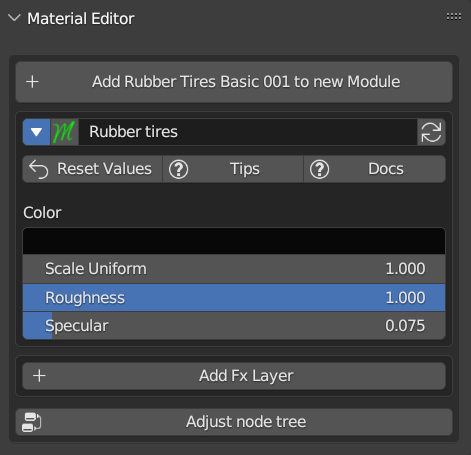 Material Editor
Add Rubber Tires Basic 001 to new Module
Rubber tires
Reset Values ? Tips ? Docs
Color
Scale Uniform 1.000
Roughness 1.000
Specular 0.075
Add Fx Layer
Adjust node tree